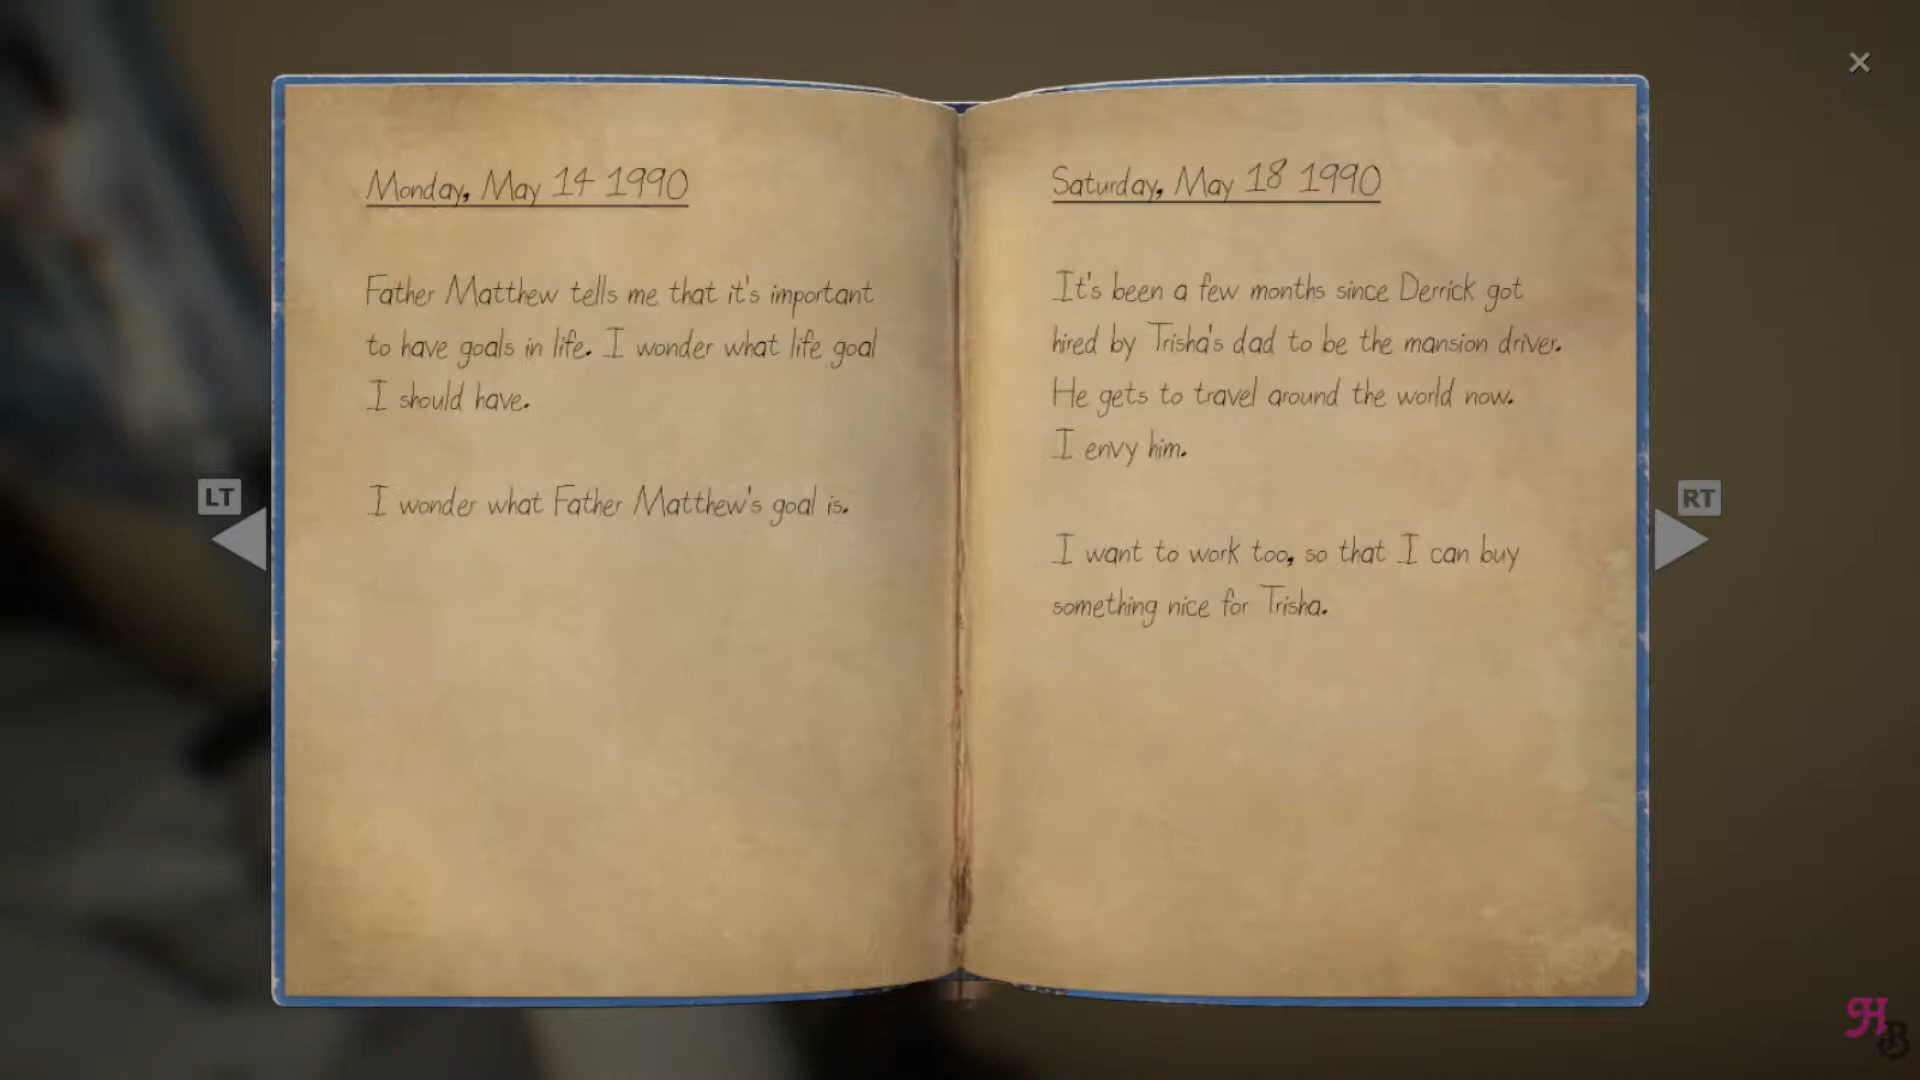 Monday, May 14 1990
Father Matthew tells me that it's important
to have goals in life. I wonder what life goal
I should have.
I wonder what Father Matthew's goal is.
Saturday, May 18 1990
It's been a few months since Derrick got
hired by Trisha's dad to be the mansion driver.
He gets to travel around the world now.
I envy him.
I want to work too, so that I can buy
something nice for Trisha.
LT
RT
HB